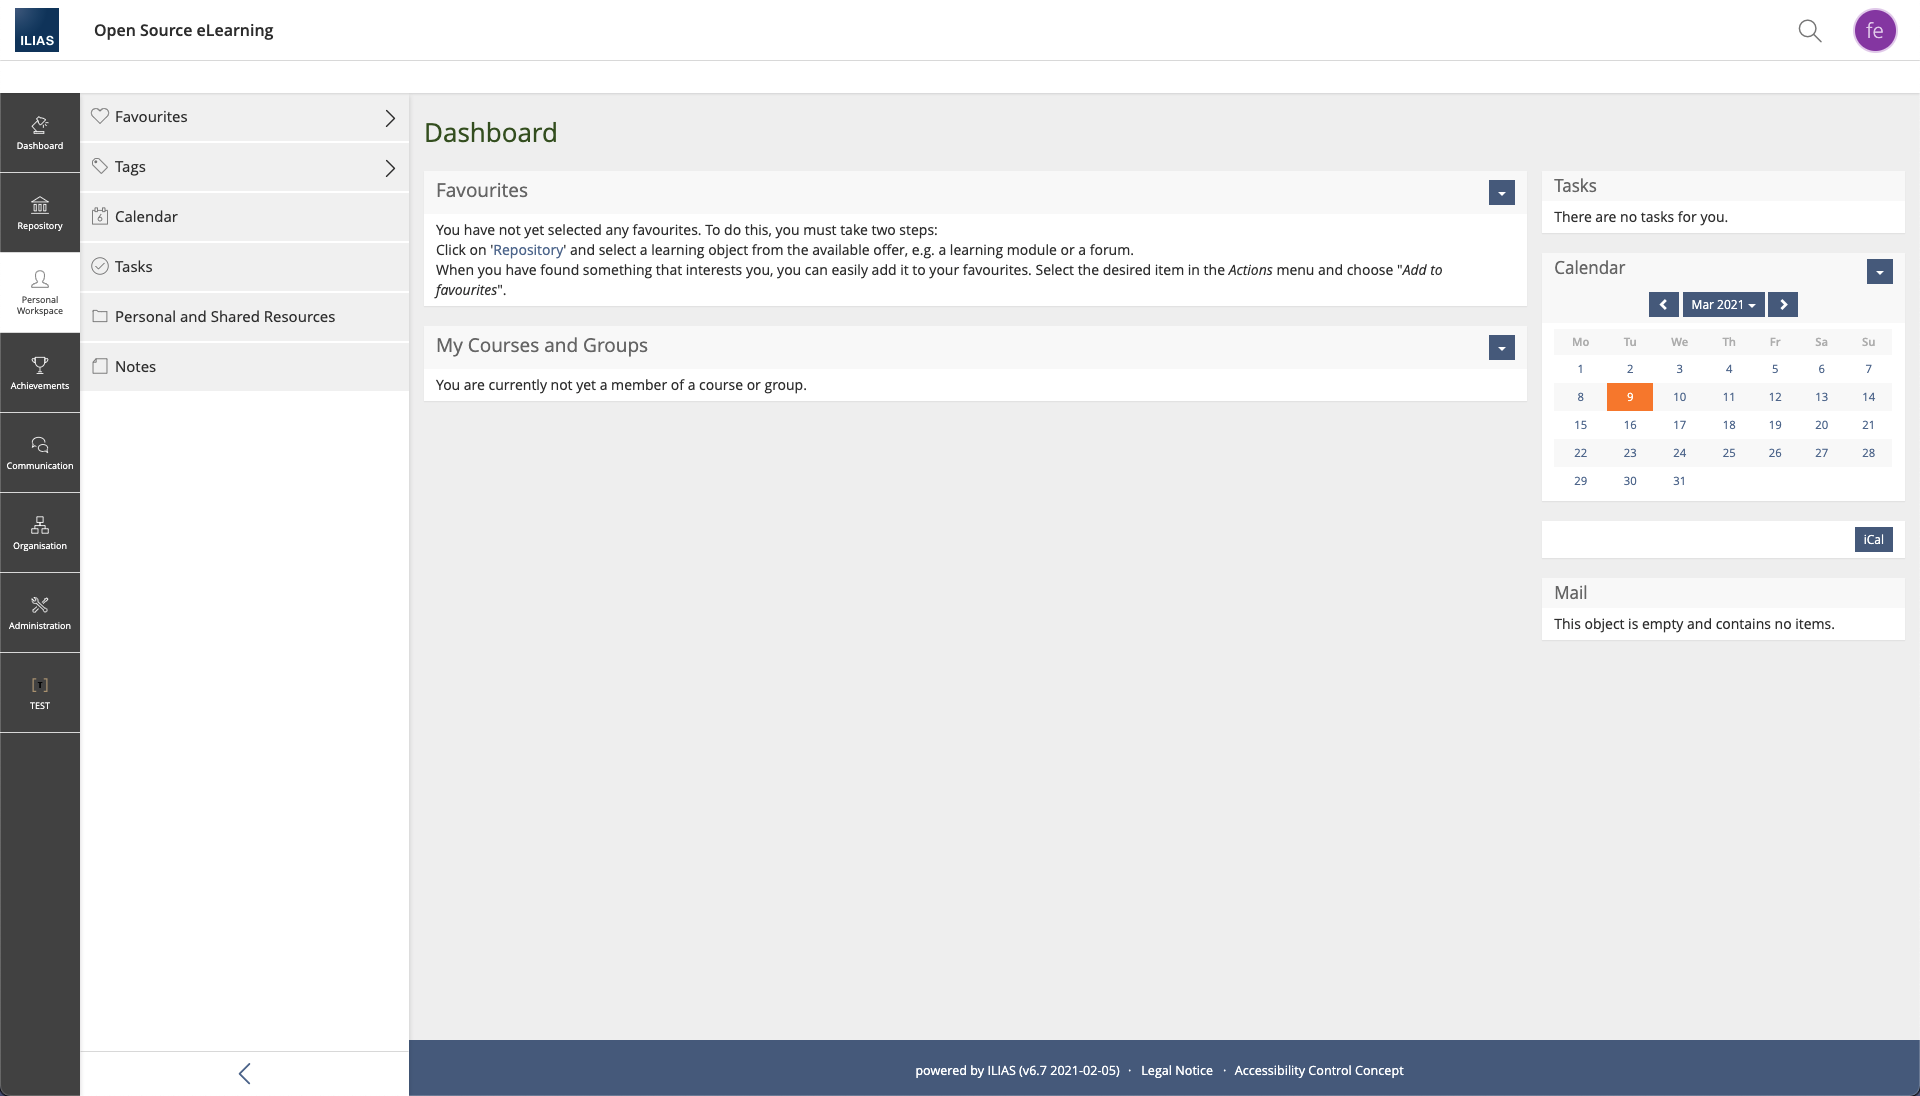 ILIAS
Open Source eLearning
fe
Dashboard
Repository
Personal
Workspace
Achievements
Communication
Organisation
Administration
[T]
TEST
Favourites
Tags
6
Calendar
Tasks
Personal and Shared Resources
Notes
Dashboard
Favourites
You have not yet selected any favourites. To do this, you must take two steps:
Click on 'Repository' and select a learning object from the available offer, e.g. a learning module or a forum.
When you have found something that interests you, you can easily add it to your favourites. Select the desired item in the Actions menu and choose "Add to
favourites".
My Courses and Groups
You are currently not yet a member of a course or group.
Tasks
There are no tasks for you.
Calendar
Mar 2021
Mo Tu We Th Fr Sa Su
1 2 3 4 5 6 7
8 9 10 11 12 13 14
15 16 17 18 19 20 21
22 23 24 25 26 27 28
29 30 31
iCal
Mail
This object is empty and contains no items.
powered by ILIAS (v6.7 2021-02-05) · Legal Notice · Accessibility Control Concept